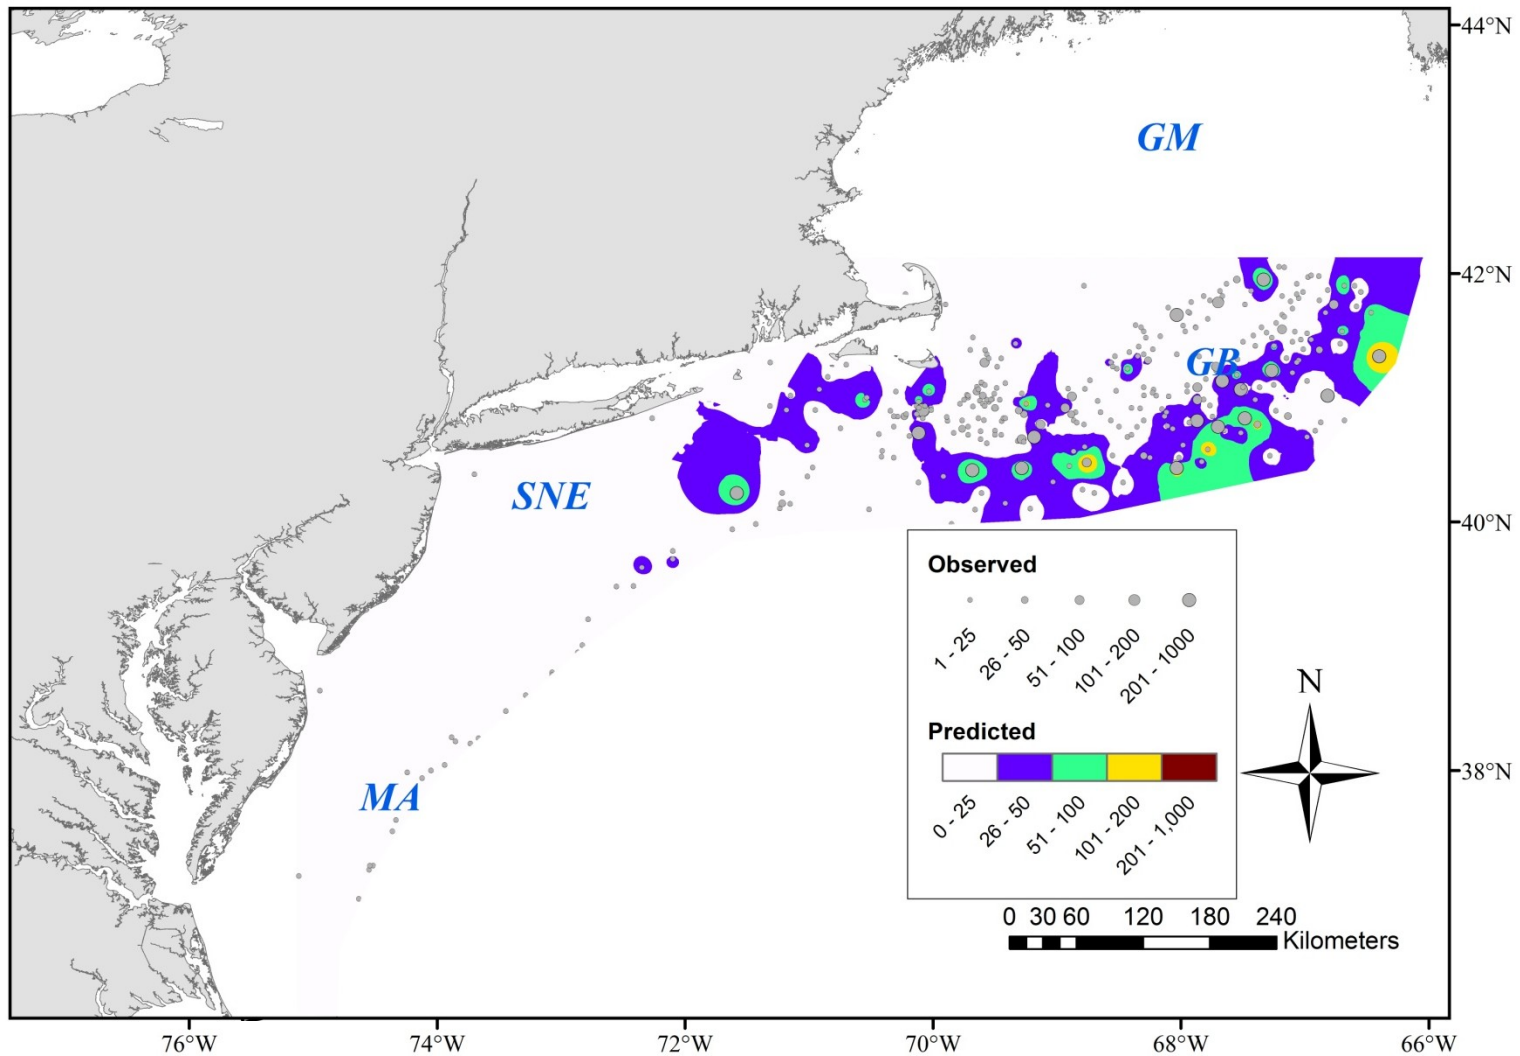 44°N
GM
42°N
GB
SNE
40°N
Observed
1 - 25
26 - 50
51 - 100
101 - 200
201 - 1000
N
Predicted
38°N
MA
0 - 25
26 - 50
51 - 100
101 - 200
201 - 1,000
0 30 60 120 180 240
Kilometers
76°W 74°W 72°W 70°W 68°W 66°W